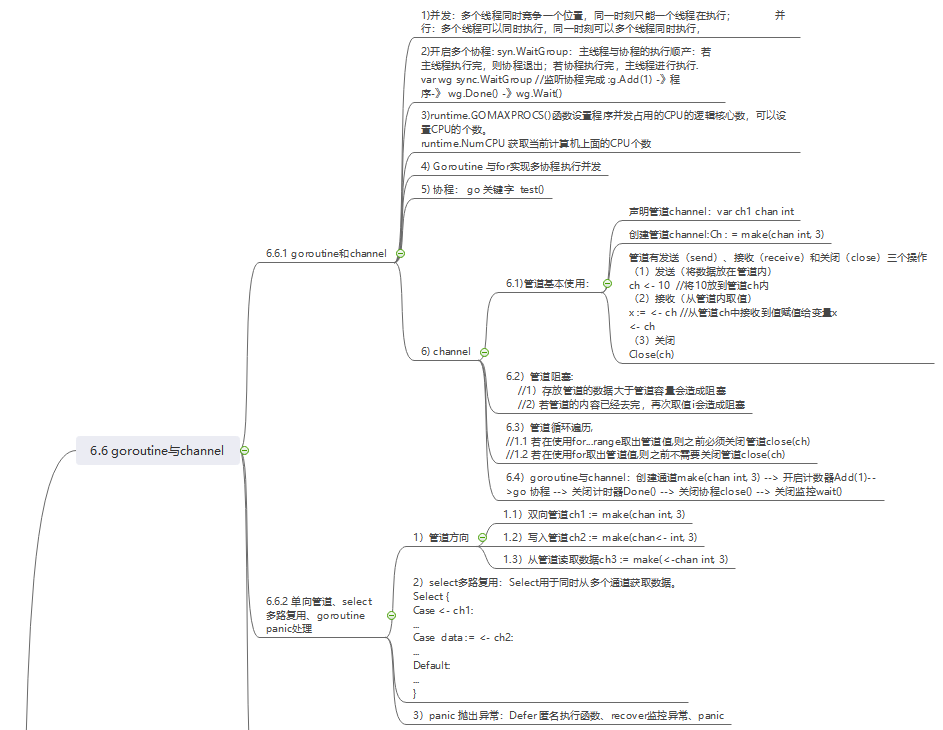 6.6 goroutine与channel
6.6.1 goroutine和channel
1)并发：多个线程同时竞争一个位置，同一时刻只能一个线程在执行； 并
行：多个线程可以同时执行，同一时刻可以多个线程同时执行，
2)开启多个协程: syn.WaitGroup：主线程与协程的执行顺产：若
主线程执行完，则协程退出；若协程执行完，主线程进行执行.
var wg sync.WaitGroup //监听协程完成 :g.Add(1) -》程
序-》 wg.Done() -》wg.Wait()
3)runtime.GOMAXPROCS()函数设置程序并发占用的CPU的逻辑核心数，可以设
置CPU的个数。
runtime.NumCPU 获取当前计算机上面的CPU个数
4) Goroutine 与for实现多协程执行并发
5) 协程： go 关键字 test()
6) channel
6.1)管道基本使用：
声明管道channel：var ch1 chan int
创建管道channel:Ch : = make(chan int, 3)
管道有发送（send）、接收（receive）和关闭（close）三个操作
（1）发送（将数据放在管道内）
ch <- 10 //将10放到管道ch内
（2）接收（从管道内取值）
x := <- ch //从管道ch中接收到值赋值给变量x
<- ch
（3）关闭
Close(ch)
6.2）管道阻塞:
//1）存放管道的数据大于管道容量会造成阻塞
//2) 若管道的内容已经去完，再次取值i会造成阻塞
6.3）管道循环遍历,
//1.1 若在使用for...range取出管道值,则之前必须关闭管道close(ch)
//1.2 若在使用for取出管道值,则之前不需要关闭管道close(ch)
6.4）goroutine与channel：创建通道make(chan int, 3) --> 开启计数器Add(1)--
>go 协程 --> 关闭计时器Done() --> 关闭协程close() --> 关闭监控wait()
6.6.2 单向管道、select
多路复用、goroutine
panic处理
1）管道方向
1.1）双向管道ch1 := make(chan int, 3)
1.2）写入管道ch2 := make(chan<- int, 3)
1.3）从管道读取数据ch3 := make(<-chan int, 3)
2）select多路复用：Select用于同时从多个通道获取数据。
Select {
Case <- ch1:
...
Case data := <- ch2:
...
Default:
...
}
3）panic 抛出异常：Defer 匿名执行函数、recover监控异常、panic